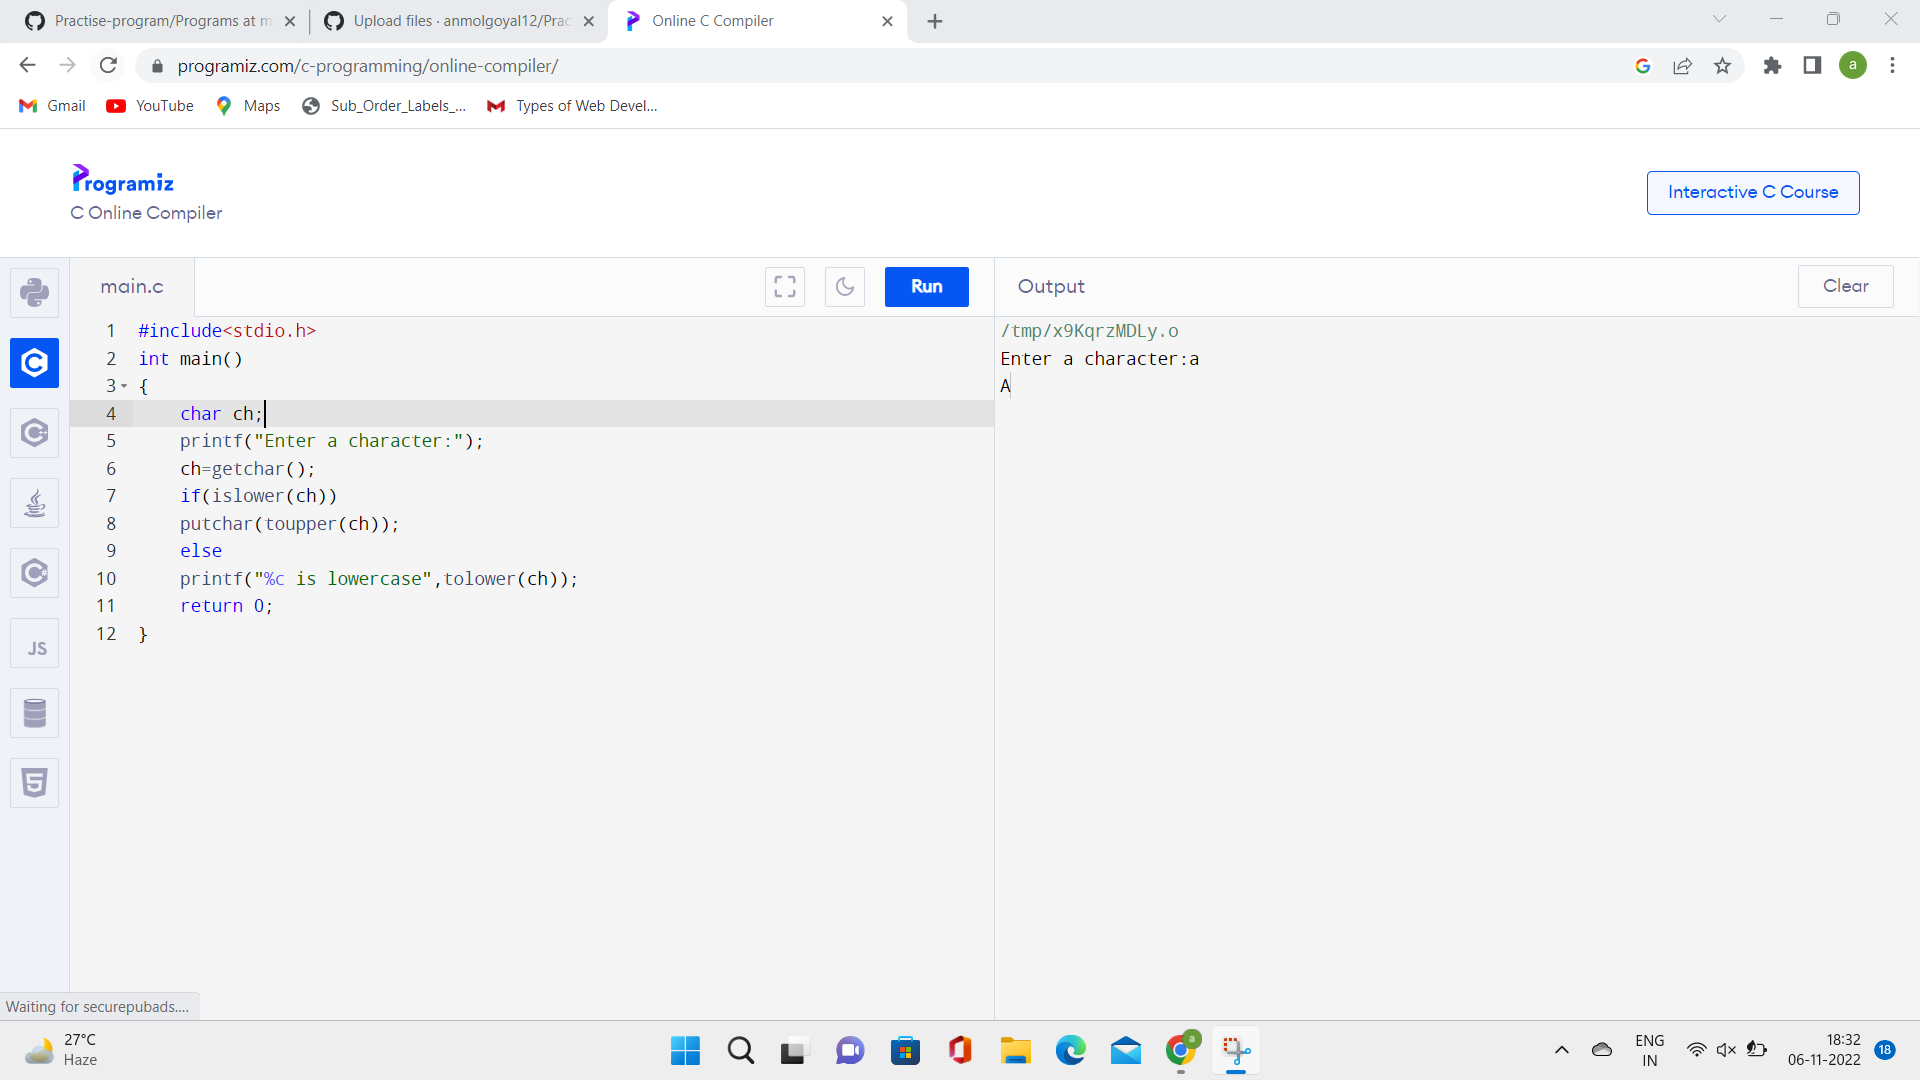 Practise-program/Programs at m
Upload files · anmolgoyal12/Prac
Online C Compiler
programiz.com/c-programming/online-compiler/
a
Gmail
YouTube
Maps
Sub_Order_Labels_...
Types of Web Devel...
Programiz
C Online Compiler
Interactive C Course
main.c
Run
Output
Clear
1 #include<stdio.h>
2 int main()
3 {
4 char ch;
5 printf("Enter a character:");
6 ch=getchar();
7 if(islower(ch))
8 putchar(toupper(ch));
9 else
10 printf("%c is lowercase",tolower(ch));
11 return 0;
12 }
/tmp/x9KqrzMDLy.o
Enter a character:a
A
JS
Waiting for securepubads....
27°C
Haze
a
ENG
IN
18:32
06-11-2022
18